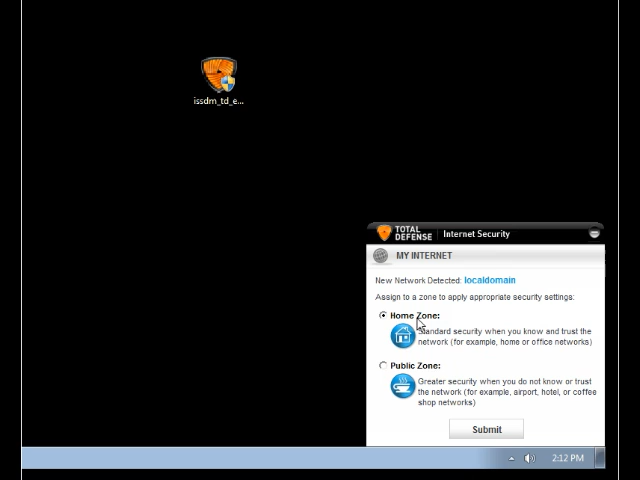 issdm_td_e...
TOTAL
DEFENSE
Internet Security
MY INTERNET
New Network Detected: localdomain
Assign to a zone to apply appropriate security settings:
Home Zone:
Standard security when you know and trust the
network (for example, home or office networks)
Public Zone:
Greater security when you do not know or trust
the network (for example, airport, hotel, or coffee
shop networks)
Submit
2:12 PM